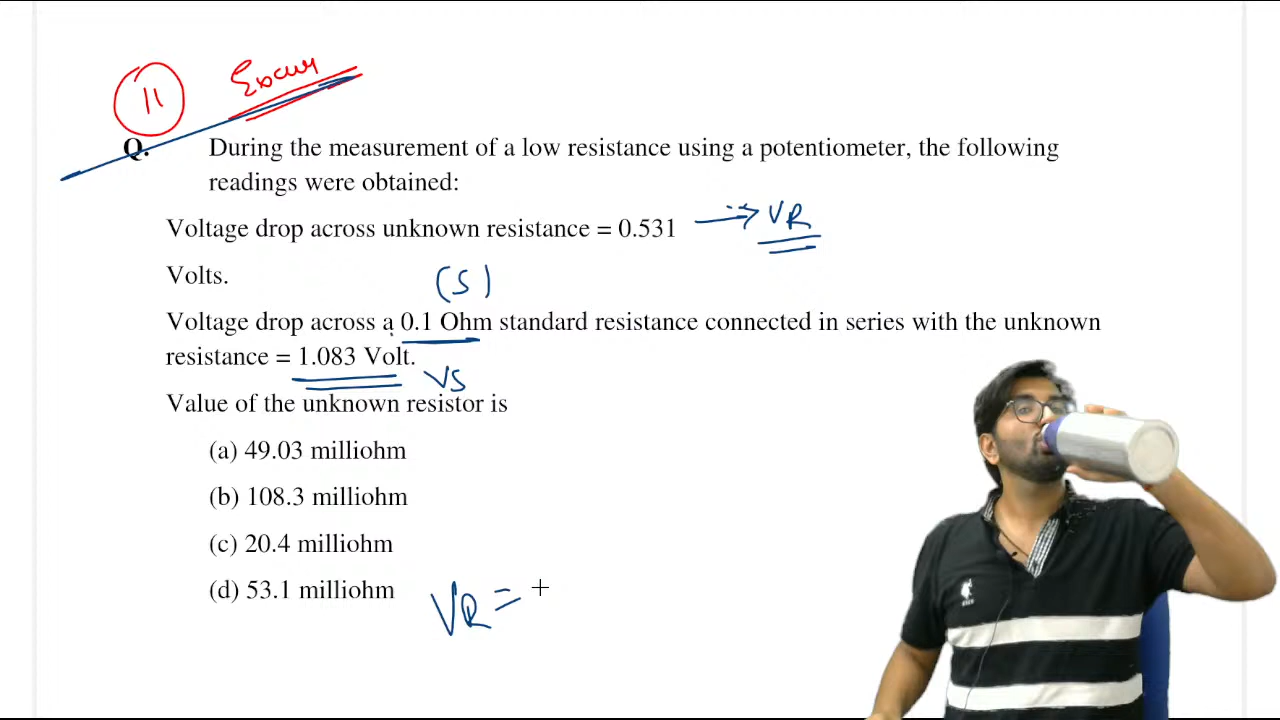 11 Excur
Q. During the measurement of a low resistance using a potentiometer, the following
readings were obtained:
Voltage drop across unknown resistance = 0.531 → VR
Volts.
(S)
Voltage drop across a 0.1 Ohm standard resistance connected in series with the unknown
resistance = 1.083 Volt.
VS
Value of the unknown resistor is
(a) 49.03 milliohm
(b) 108.3 milliohm
(c) 20.4 milliohm
(d) 53.1 milliohm
VR =